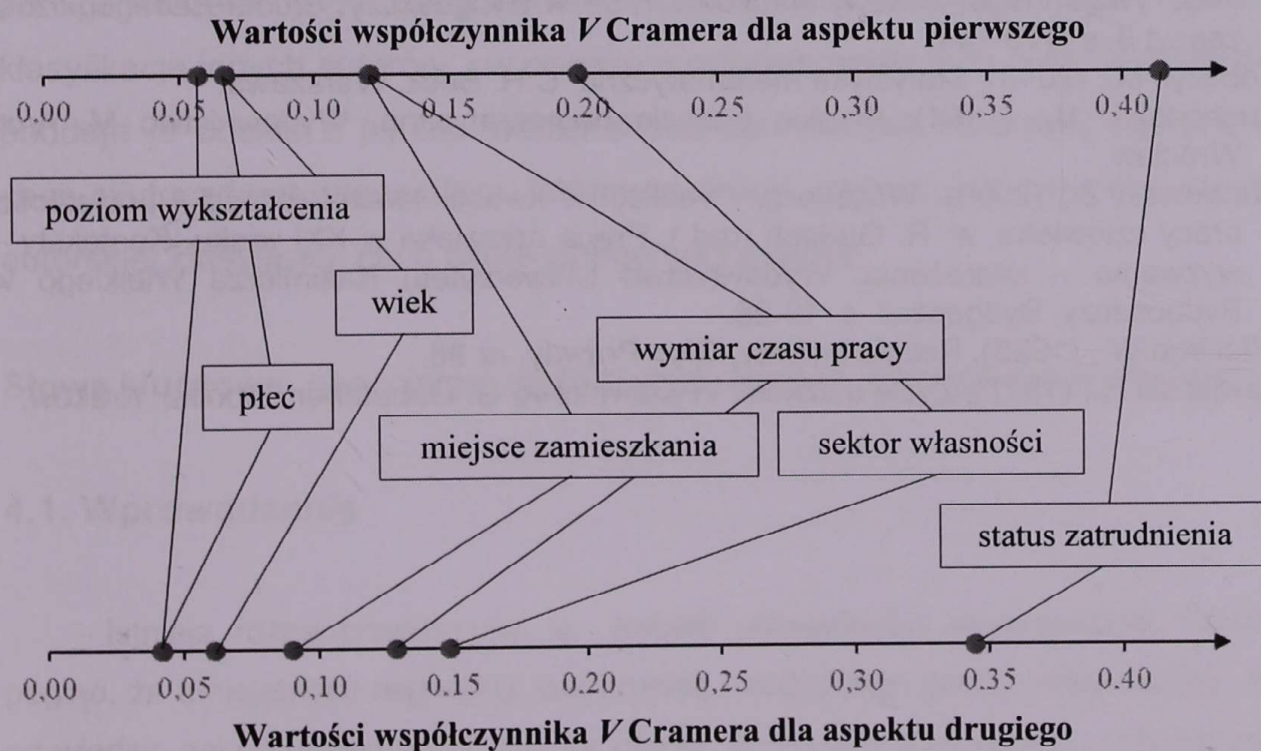 Wartości współczynnika V Cramera dla aspektu pierwszego
0.00 0.05 0.10 0.15 0.20 0.25 0.30 0.35 0.40
poziom wykształcenia
wiek
wymiar czasu pracy
płeć
miejsce zamieszkania
sektor własności
status zatrudnienia
0.00 0.05 0.10 0.15 0.20 0.25 0.30 0.35 0.40
Wartości współczynnika V Cramera dla aspektu drugiego